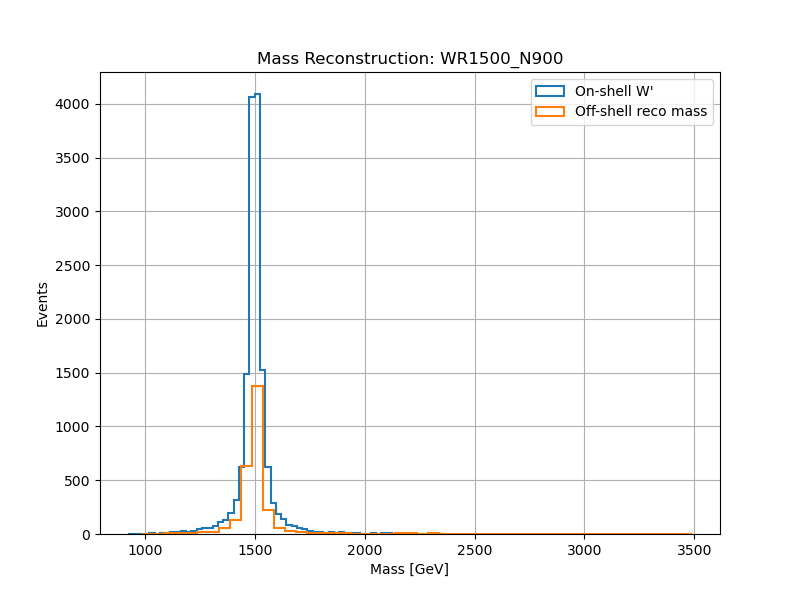 Mass Reconstruction: WR1500_N900
On-shell W'
Off-shell reco mass
Events
4000
3500
3000
2500
2000
1500
1000
500
0
1000 1500 2000 2500 3000 3500
Mass [GeV]